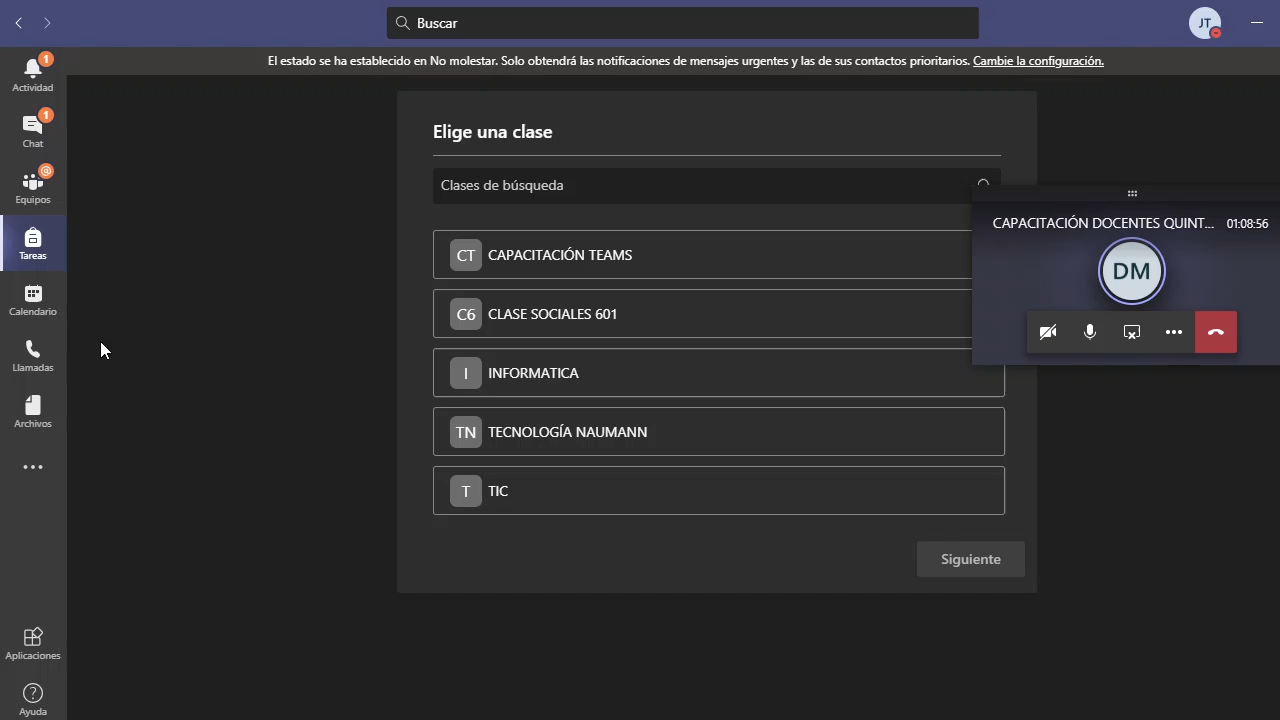 Buscar
JT
El estado se ha establecido en No molestar. Solo obtendrá las notificaciones de mensajes urgentes y las de sus contactos prioritarios. Cambie la configuración.
1
Actividad
1
Chat
@
Equipos
Tareas
Calendario
Llamadas
Archivos
Aplicaciones
Ayuda
Elige una clase
Clases de búsqueda
CT CAPACITACIÓN TEAMS
C6 CLASE SOCIALES 601
I INFORMATICA
TN TECNOLOGÍA NAUMANN
T TIC
Siguiente
CAPACITACIÓN DOCENTES QUINT... 01:08:56
DM